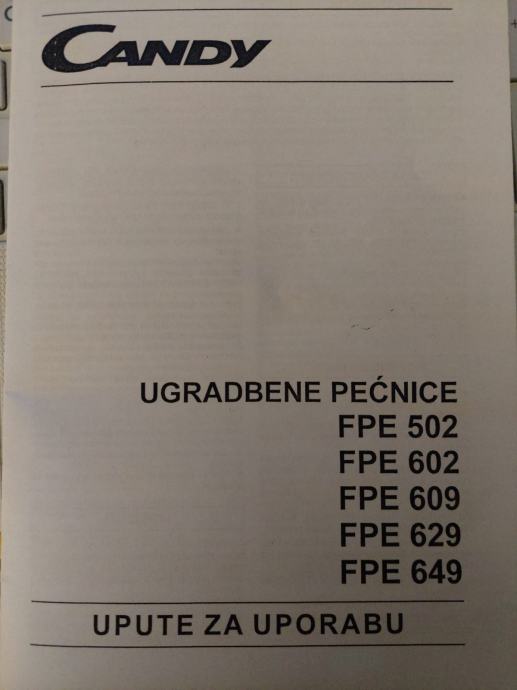 CANDY
UGRADBENE PEĆNICE
FPE 502
FPE 602
FPE 609
FPE 629
FPE 649
UPUTE ZA UPORABU